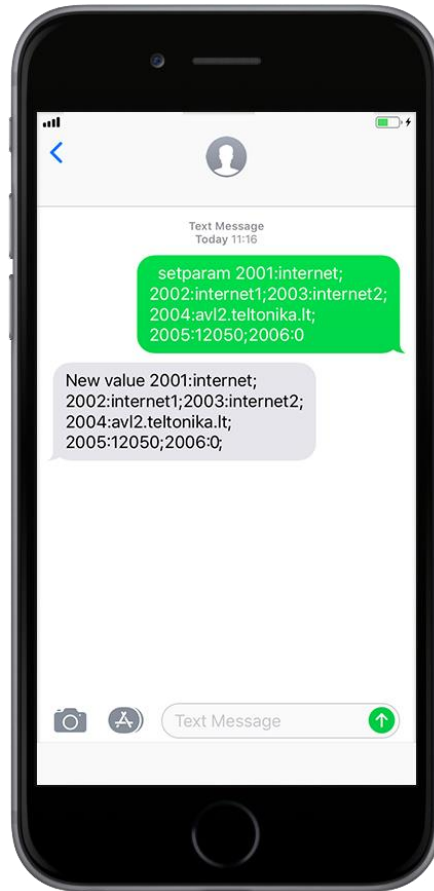 Text Message
Today 11:16
setparam 2001:internet;
2002:internet1;2003:internet2;
2004:avl2.teltonika.lt;
2005:12050;2006:0
New value 2001:internet;
2002:internet1;2003:internet2;
2004:avl2.teltonika.lt;
2005:12050;2006:0;
Text Message